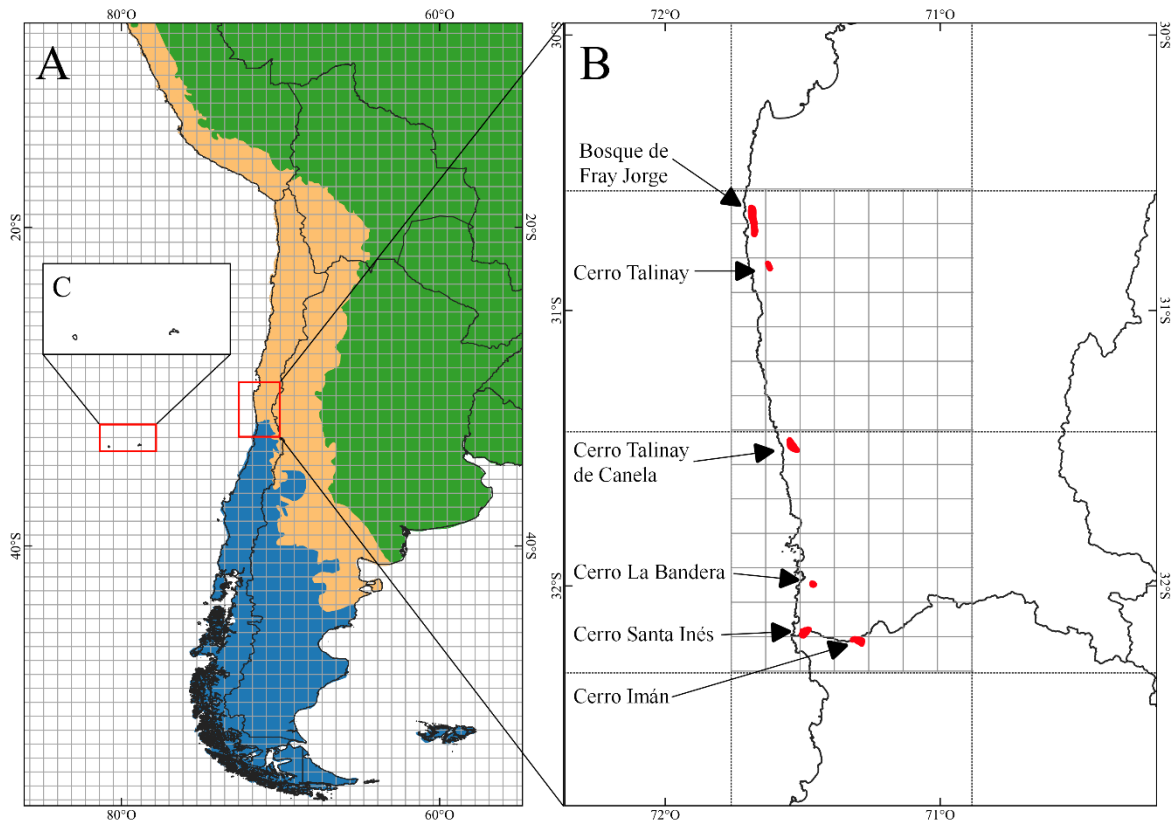 80°O
60°O
A
20°S
20°S
C
40°S
40°S
80°O
60°O
72°O
71°O
B
30°S
30°S
Bosque de
Fray Jorge
Cerro Talinay
31°S
31°S
Cerro Talinay
de Canela
Cerro La Bandera
32°S
32°S
Cerro Santa Inés
Cerro Imán
72°O
71°O